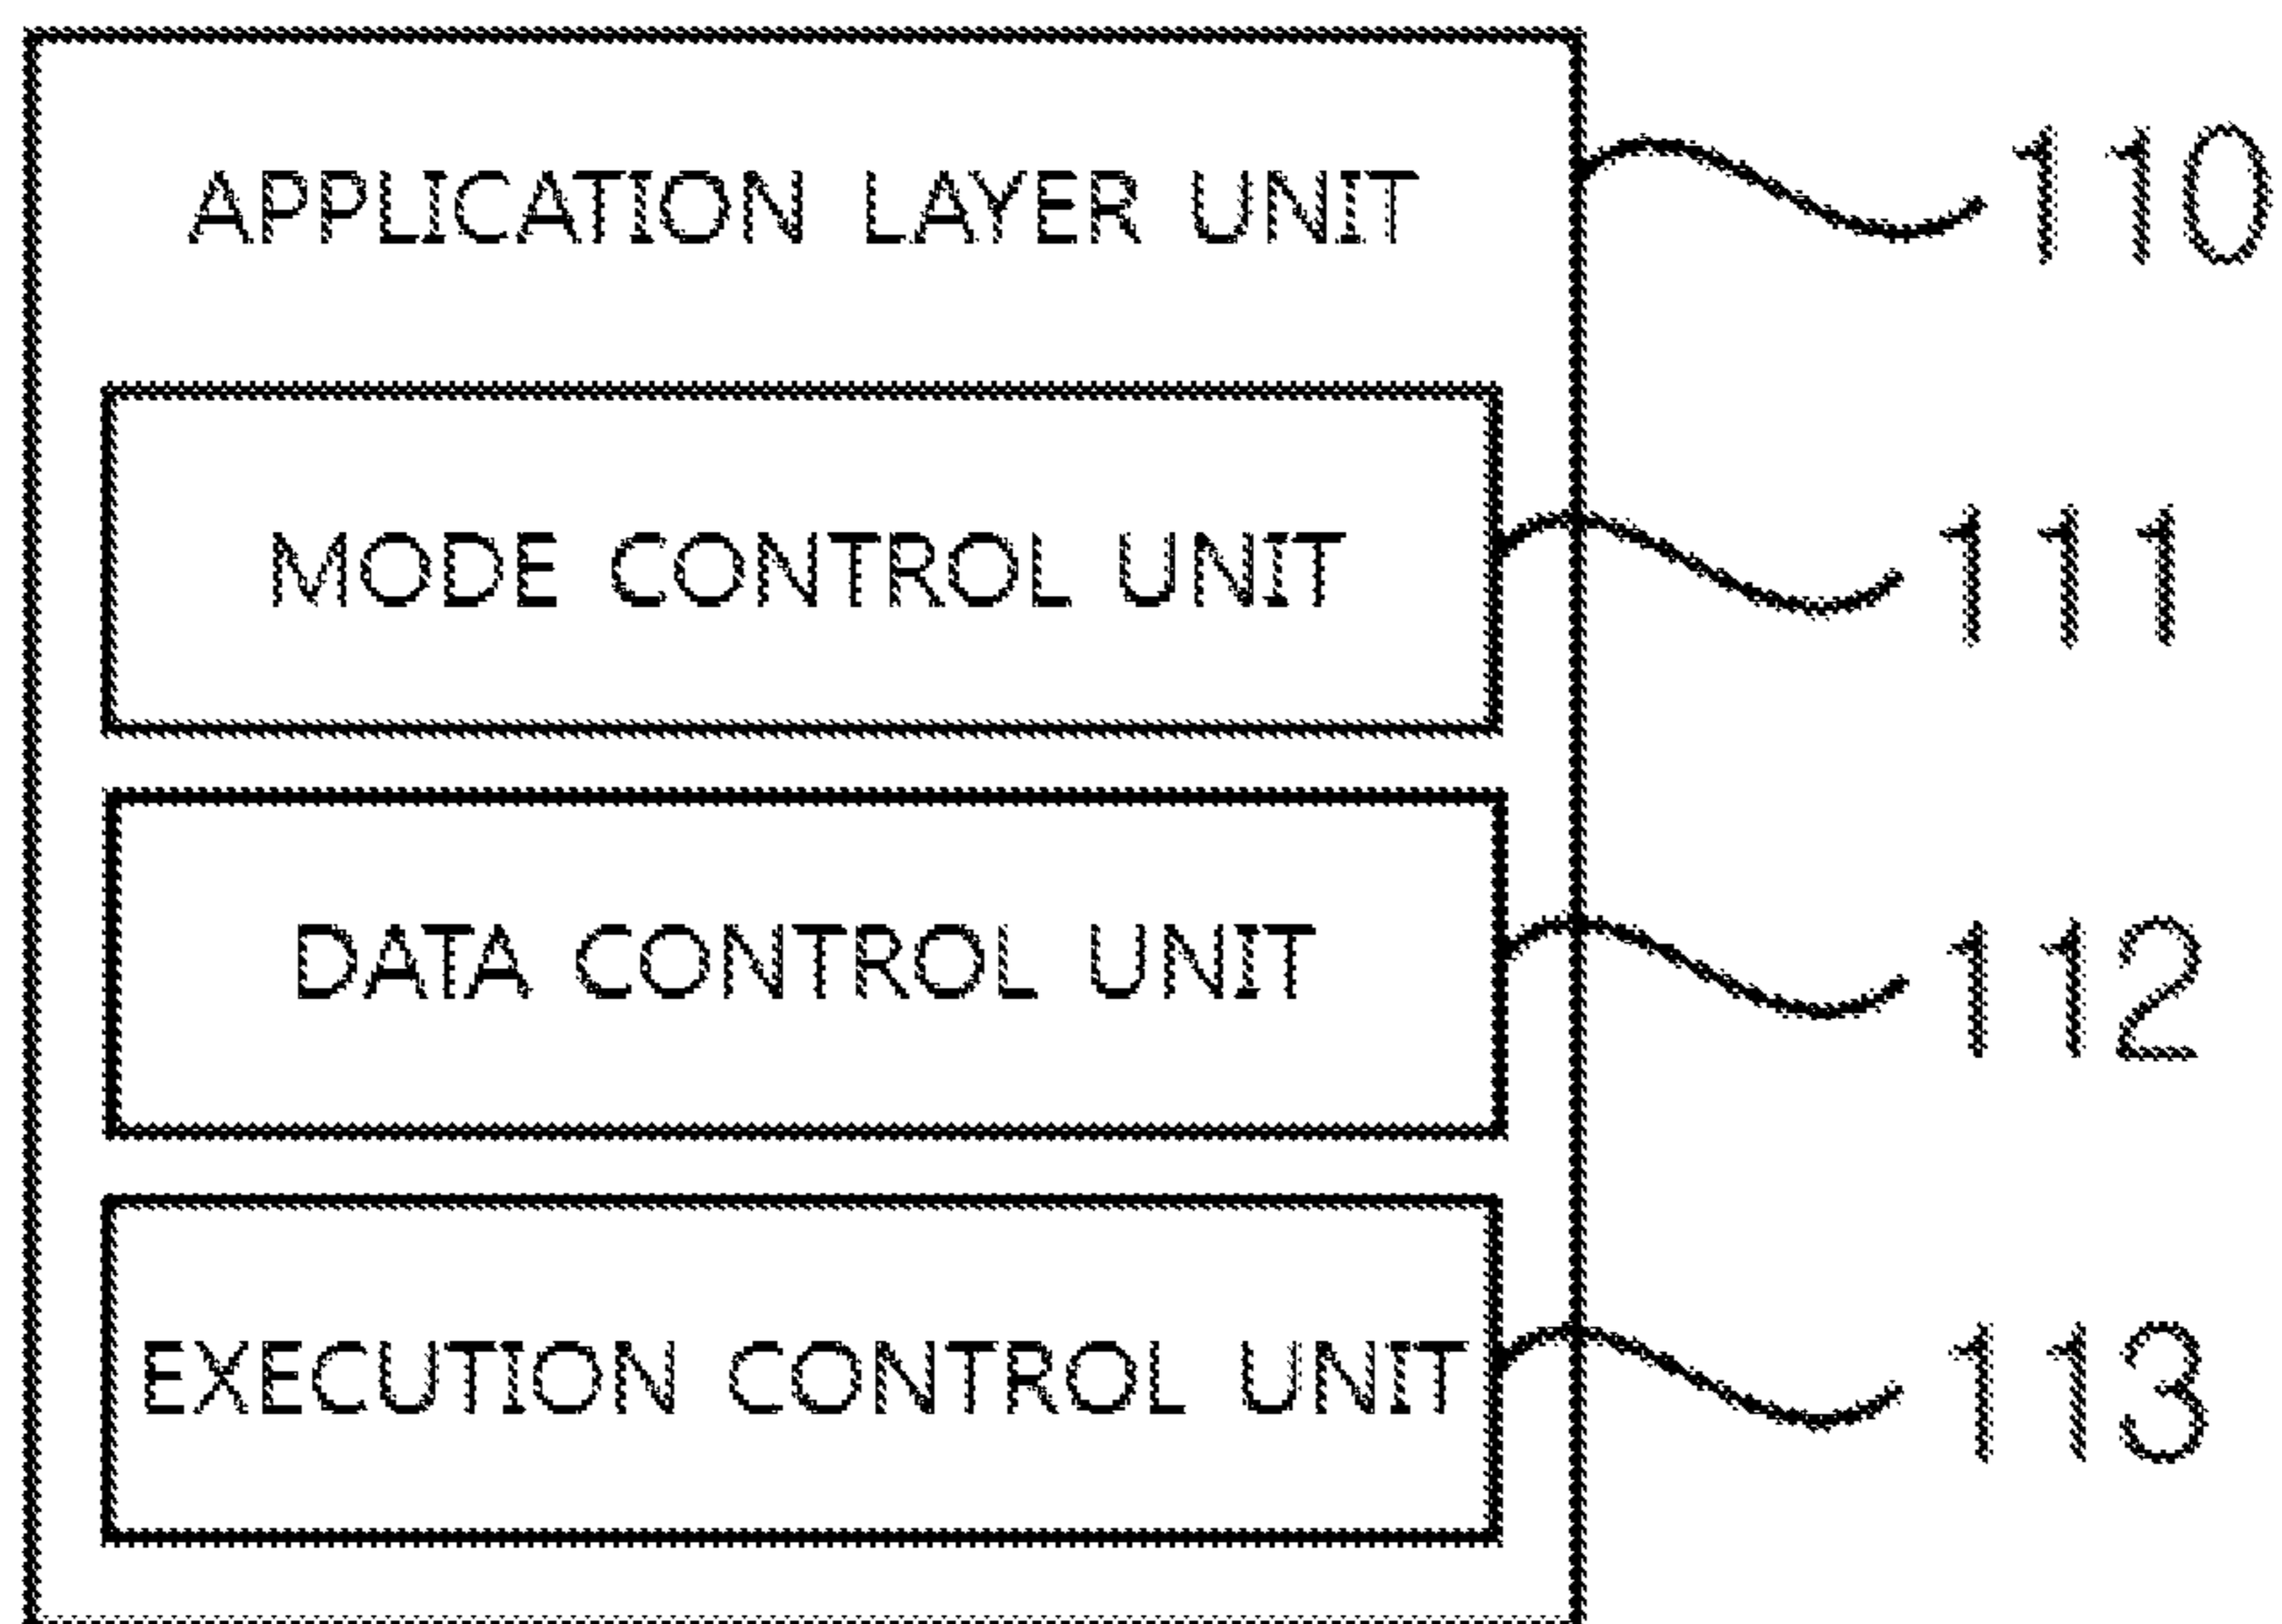 APPLICATION LAYER UNIT 110
MODE CONTROL UNIT 111
DATA CONTROL UNIT 112
EXECUTION CONTROL UNIT 113